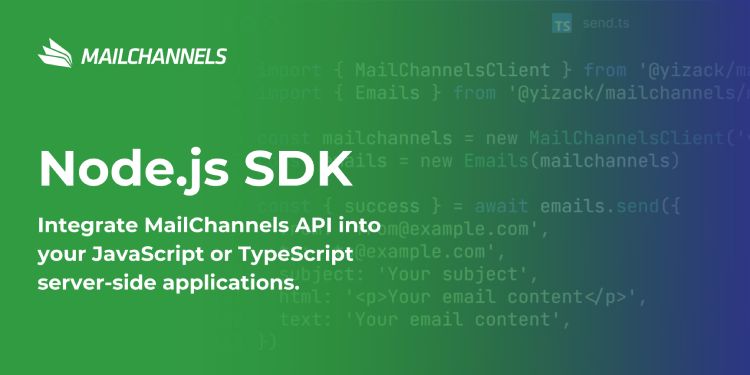 MAILCHANNELS
Node.js SDK
Integrate MailChannels API into
your JavaScript or TypeScript
server-side applications.
TS send.ts
import { MailChannelsClient } from '@yizack/mailchannels/
import { Emails } from '@yizack/mailchannels/
const mailchannels = new MailChannelsClient('
= new Emails(mailchannels)
const { success } = await emails.send({
@example.com',
@example.com',
subject: 'Your subject',
html: '<p>Your email content</p>',
text: 'Your email content',
})